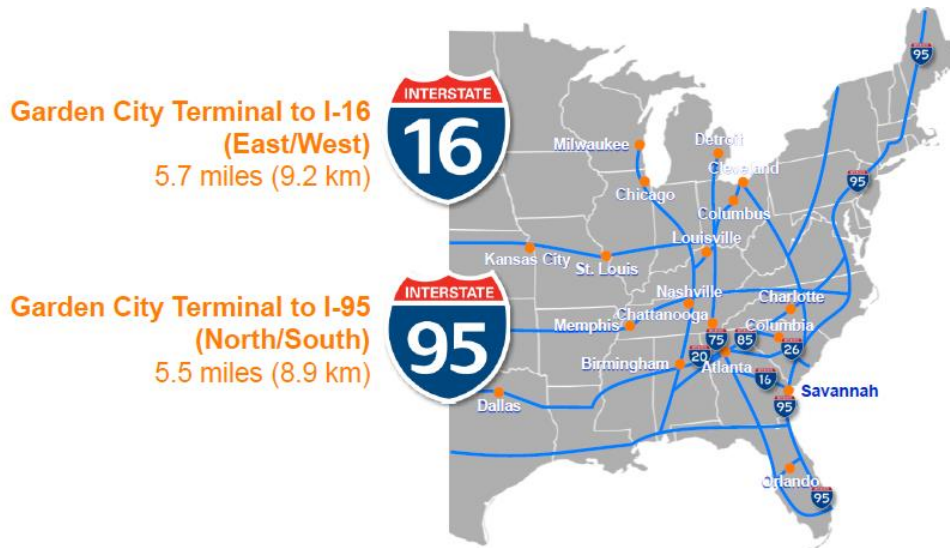 Garden City Terminal to I-16
(East/West)
5.7 miles (9.2 km)
INTERSTATE
16
Garden City Terminal to I-95
(North/South)
5.5 miles (8.9 km)
INTERSTATE
95
95
Milwaukee
Detroit
Cleveland
95
Chicago
Columbus
Louisville
Kansas City
St. Louis
Nashville
Charlotte
Chattanooga
Memphis
Columbia
75
85
26
20
Birmingham
Atlanta
16
Savannah
Dallas
95
Orlando
95